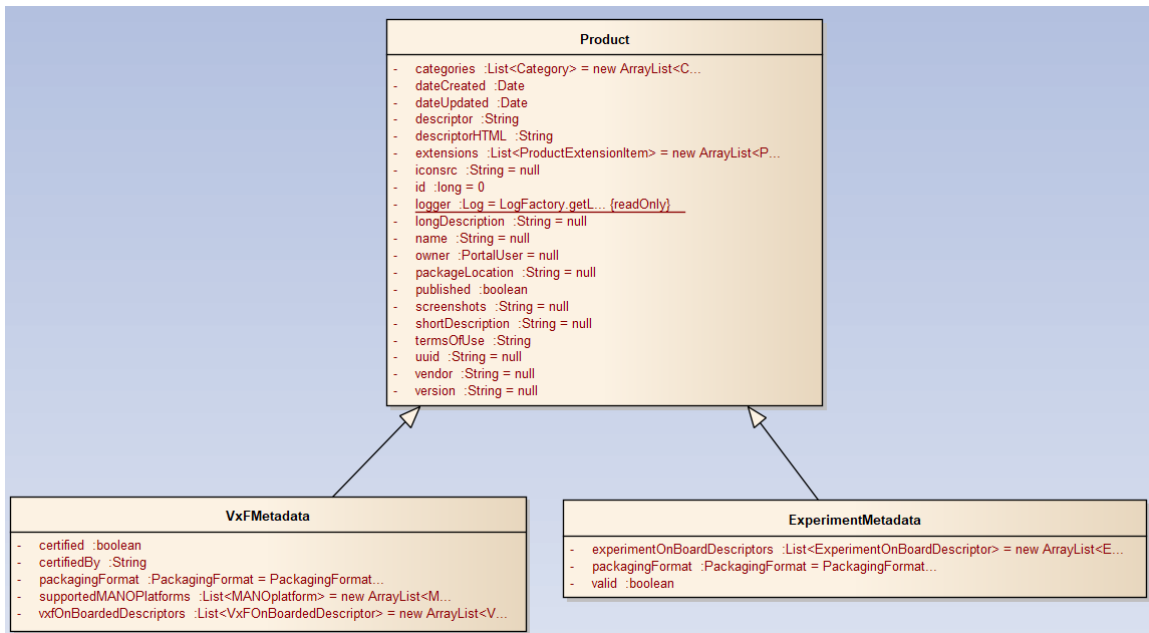 Product
- categories :List<Category> = new ArrayList<C...
- dateCreated :Date
- dateUpdated :Date
- descriptor :String
- descriptorHTML :String
- extensions :List<ProductExtensionItem> = new ArrayList<P...
- iconsrc :String = null
- id :long = 0
- logger :Log = LogFactory.getL... {readOnly}
- longDescription :String = null
- name :String = null
- owner :PortalUser = null
- packageLocation :String = null
- published :boolean
- screenshots :String = null
- shortDescription :String = null
- termsOfUse :String
- uuid :String = null
- vendor :String = null
- version :String = null
VxFMetadata
- certified :boolean
- certifiedBy :String
- packagingFormat :PackagingFormat = PackagingFormat...
- supportedMANOPlatforms :List<MANOplatform> = new ArrayList<M...
- vxfOnBoardedDescriptors :List<VxFOnBoardedDescriptor> = new ArrayList<V...
ExperimentMetadata
- experimentOnBoardDescriptors :List<ExperimentOnBoardDescriptor> = new ArrayList<E...
- packagingFormat :PackagingFormat = PackagingFormat...
- valid :boolean